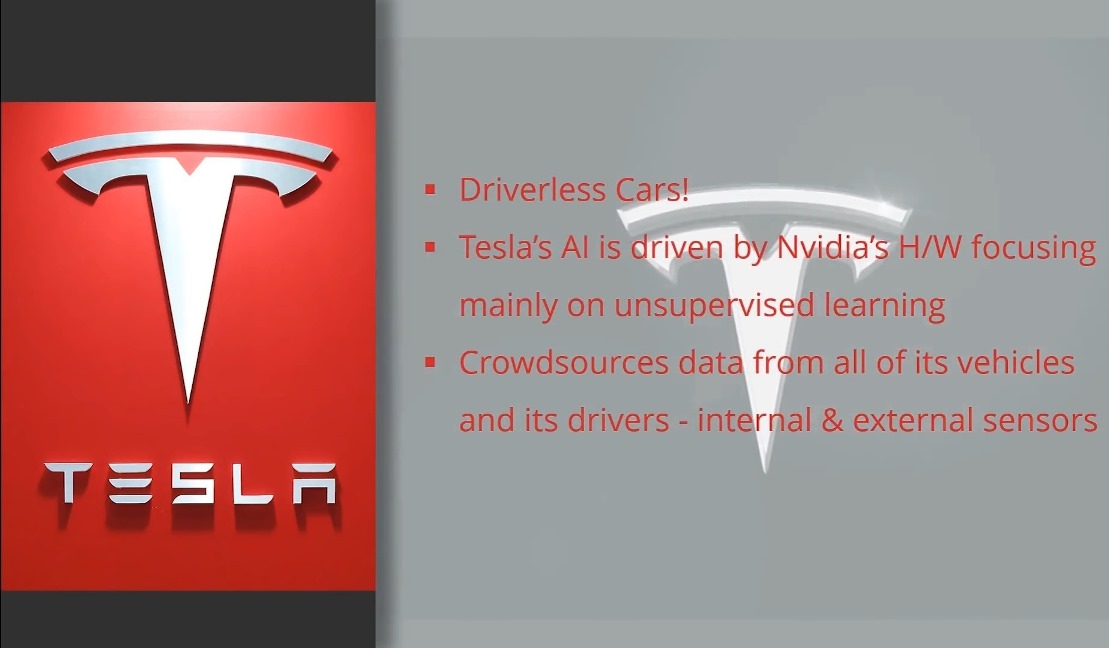 TESLA
▪ Driverless Cars!
▪ Tesla's AI is driven by Nvidia's H/W focusing
mainly on unsupervised learning
▪ Crowdsources data from all of its vehicles
and its drivers - internal & external sensors